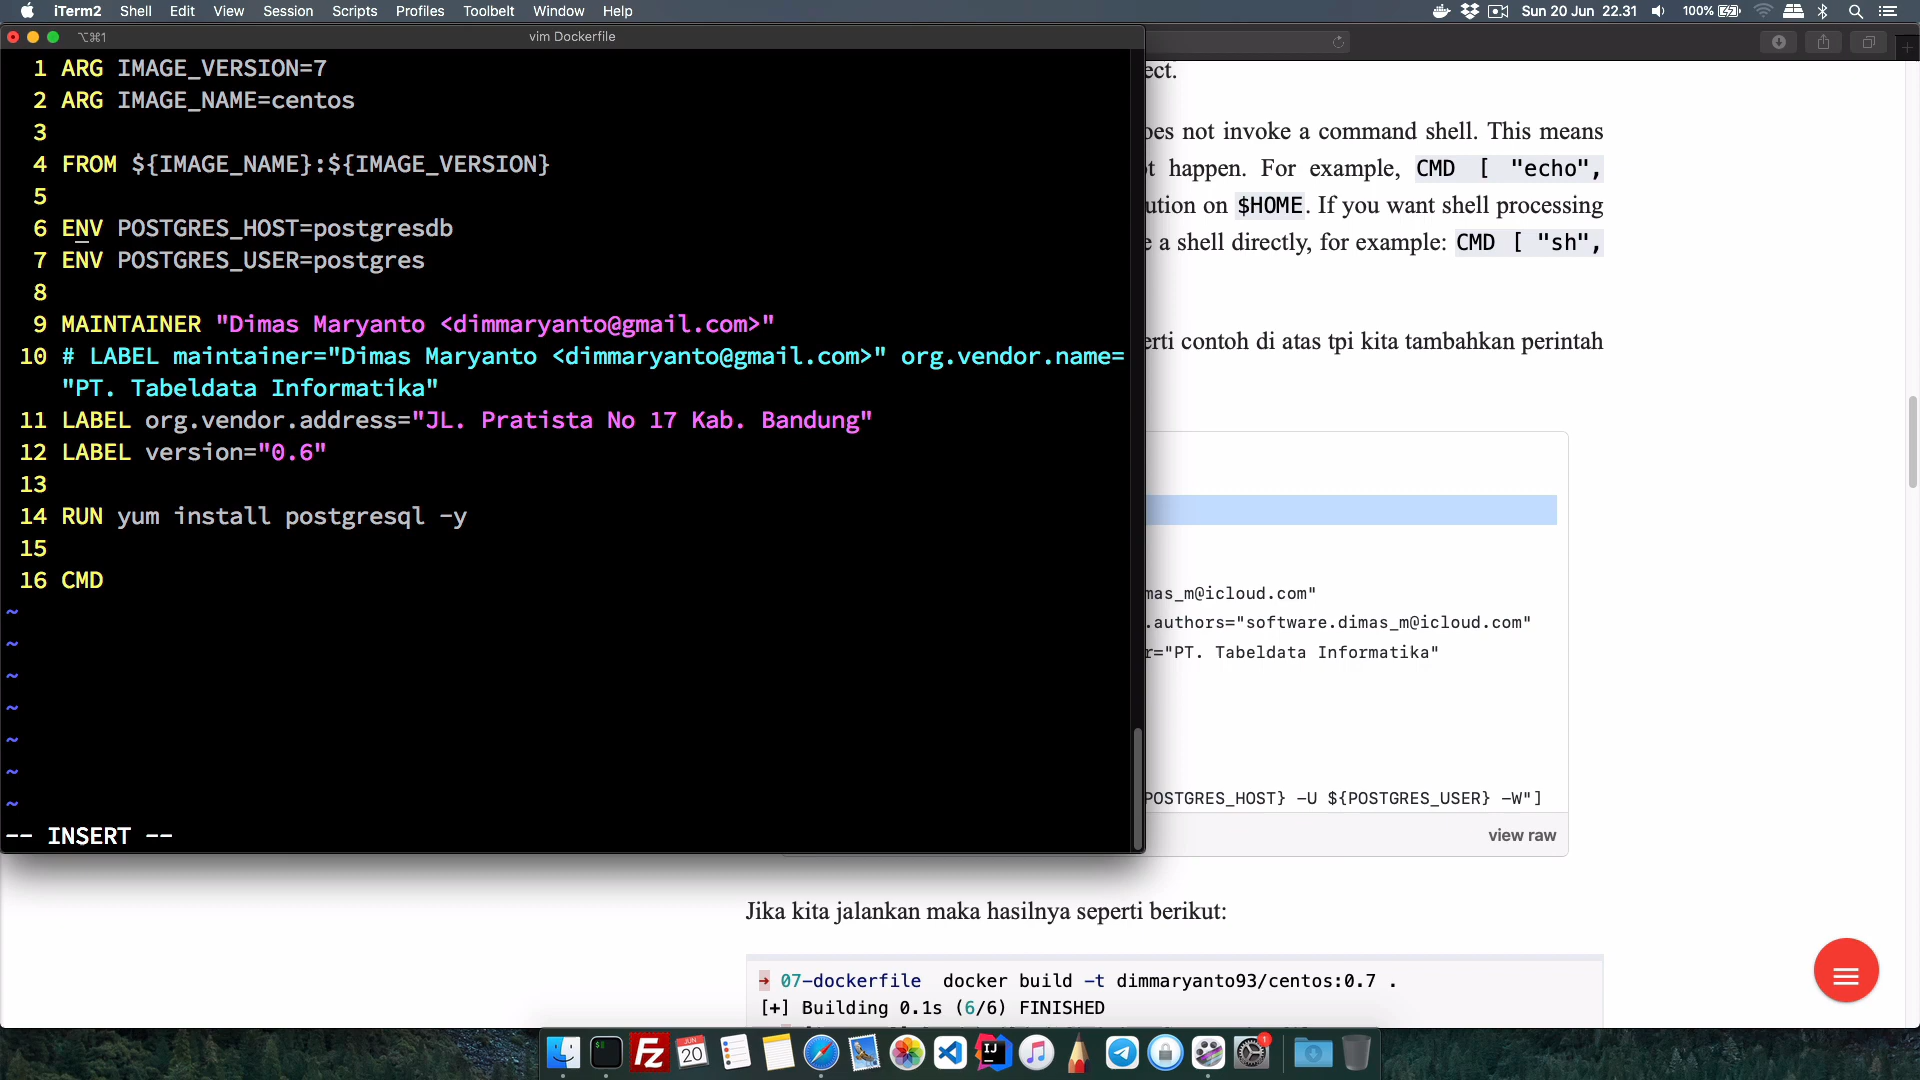 iTerm2 Shell Edit View Session Scripts Profiles Toolbelt Window Help
Sun 20 Jun 22.31 100%
⌥⌘1 vim Dockerfile
1 ARG IMAGE_VERSION=7
2 ARG IMAGE_NAME=centos
3
4 FROM ${IMAGE_NAME}:${IMAGE_VERSION}
5
6 ENV POSTGRES_HOST=postgresdb
7 ENV POSTGRES_USER=postgres
8
9 MAINTAINER "Dimas Maryanto <dimmaryanto@gmail.com>"
10 # LABEL maintainer="Dimas Maryanto <dimmaryanto@gmail.com>" org.vendor.name=
"PT. Tabeldata Informatika"
11 LABEL org.vendor.address="JL. Pratista No 17 Kab. Bandung"
12 LABEL version="0.6"
13
14 RUN yum install postgresql -y
15
16 CMD
~
~
~
~
~
~
~
-- INSERT --
ect.
oes not invoke a command shell. This means
t happen. For example, CMD [ "echo",
ution on $HOME. If you want shell processing
e a shell directly, for example: CMD [ "sh",
erti contoh di atas tpi kita tambahkan perintah
mas_m@icloud.com"
.authors="software.dimas_m@icloud.com"
r="PT. Tabeldata Informatika"
POSTGRES_HOST} -U ${POSTGRES_USER} -W"]
view raw
Jika kita jalankan maka hasilnya seperti berikut:
➜ 07-dockerfile docker build -t dimmaryanto93/centos:0.7 .
[+] Building 0.1s (6/6) FINISHED
JUN
20
1